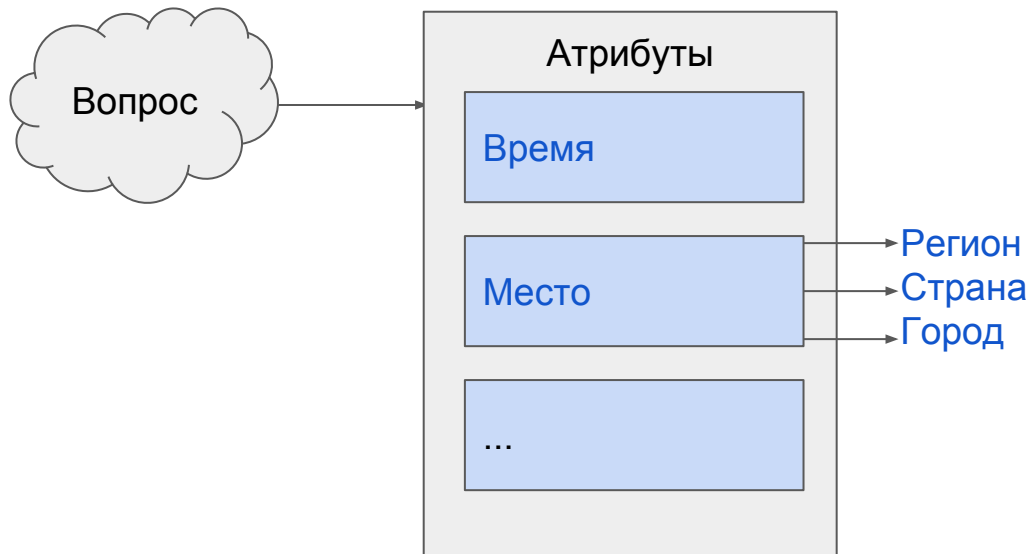 Вопрос
Атрибуты
Время
Место
Регион
Страна
Город
...